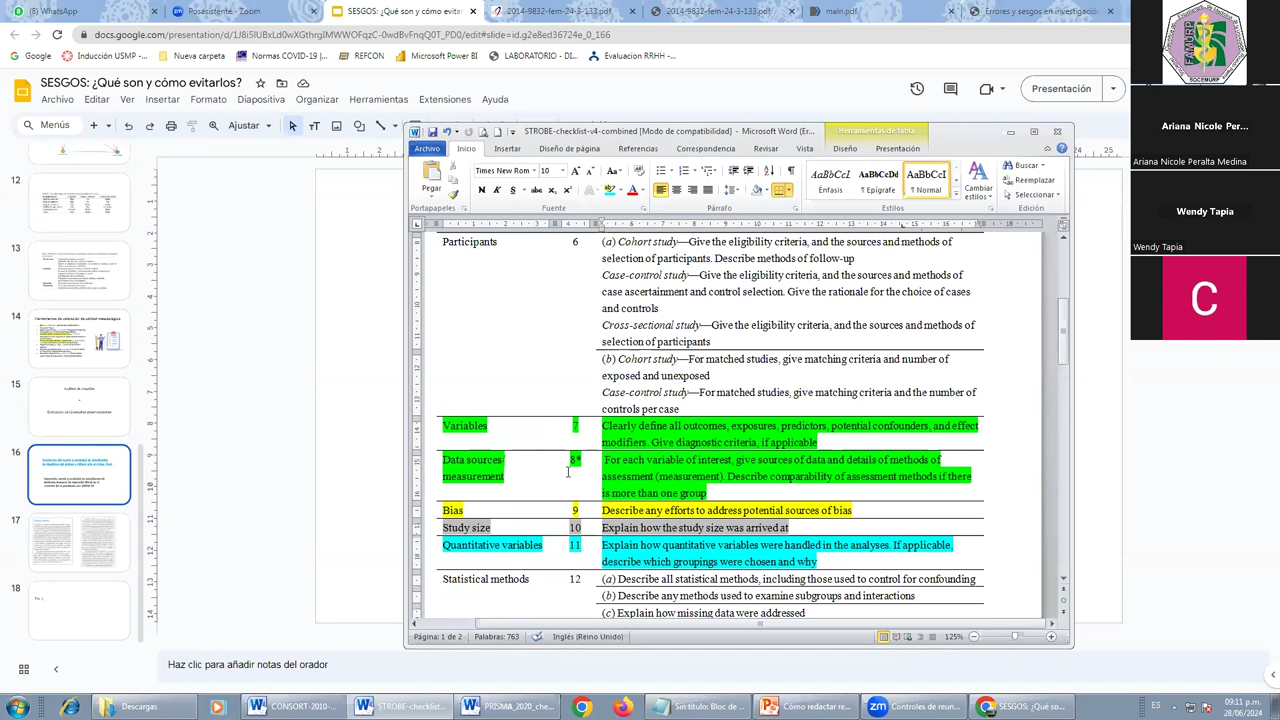 WhatsApp
Posasistente - Zoom
SESGOS: ¿Qué son y cómo evitar
2014-9832-fem-24-3-133.pdf
2014-9832-fem-24-3-133.pdf
main.pdf
Errores y sesgos en investigació
docs.google.com/presentation/d/
Google
Inducción USMP -...
Nueva carpeta
Normas COVID-19 |...
REFCON
Microsoft Power BI
LABORATORIO - DI...
Evaluacion RRHH -...
SESGOS: ¿Qué son y cómo evitarlos?
Archivo
Editar
Ver
Insertar
Formato
Diapositiva
Organizar
Herramientas
Extensiones
Ayuda
Presentación
Menús
Ajustar
STROBE-checklist-v4-combined [Modo de compatibilidad] - Microsoft Word (Er...
Herramientas de tabla
Archivo
Inicio
Insertar
Diseño de página
Referencias
Correspondencia
Revisar
Vista
Diseño
Presentación
Times New Rom
10
Pegar
Portapapeles
Fuente
Párrafo
AaBbCcL
Énfasis
AaBbCcDd
¶ Epígrafe
AaBbCcI
¶ Normal
Cambiar estilos
Estilos
Buscar
Reemplazar
Seleccionar
Edición
Participants 6 (a) Cohort study—Give the eligibility criteria, and the sources and methods of
selection of participants. Describe methods of follow-up
Case-control study—Give the eligibility criteria, and the sources and methods of
case ascertainment and control selection. Give the rationale for the choice of cases
and controls
Cross-sectional study—Give the eligibility criteria, and the sources and methods of
selection of participants
(b) Cohort study—For matched studies, give matching criteria and number of
exposed and unexposed
Case-control study—For matched studies, give matching criteria and the number of
controls per case
Variables 7 Clearly define all outcomes, exposures, predictors, potential confounders, and effect
modifiers. Give diagnostic criteria, if applicable
Data sources/ 8* For each variable of interest, give sources of data and details of methods of
measurement assessment (measurement). Describe comparability of assessment methods if there
is more than one group
Bias 9 Describe any efforts to address potential sources of bias
Study size 10 Explain how the study size was arrived at
Quantitative variables 11 Explain how quantitative variables were handled in the analyses. If applicable,
describe which groupings were chosen and why
Statistical methods 12 (a) Describe all statistical methods, including those used to control for confounding
(b) Describe any methods used to examine subgroups and interactions
(c) Explain how missing data were addressed
Página: 1 de 2
Palabras: 763
Inglés (Reino Unido)
125%
12
13
14
15
16
18
Haz clic para añadir notas del orador
FAMURP
SOCEMURP
Ariana Nicole Per...
Ariana Nicole Peralta Medina
Wendy Tapia
Wendy Tapia
C
Descargas
CONSORT-2010-...
STROBE-checklist...
PRISMA_2020_che...
Sin título: Bloc de ...
Cómo redactar re...
Controles de reun...
SESGOS: ¿Qué so...
ES
09:11 p.m.
28/06/2024